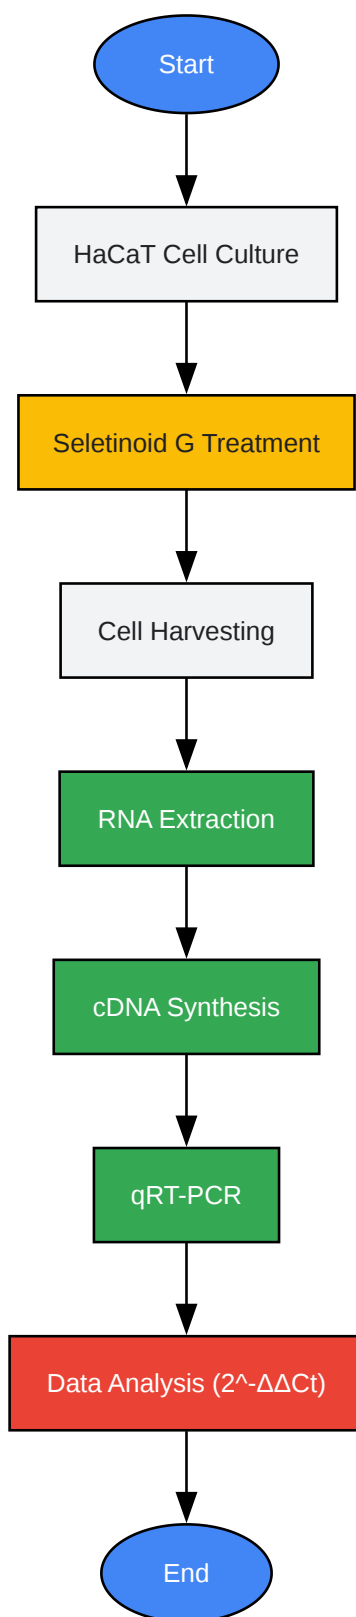 Start
HaCaT Cell Culture
Seletinoid G Treatment
Cell Harvesting
RNA Extraction
cDNA Synthesis
qRT-PCR
Data Analysis (2^-ΔΔCt)
End